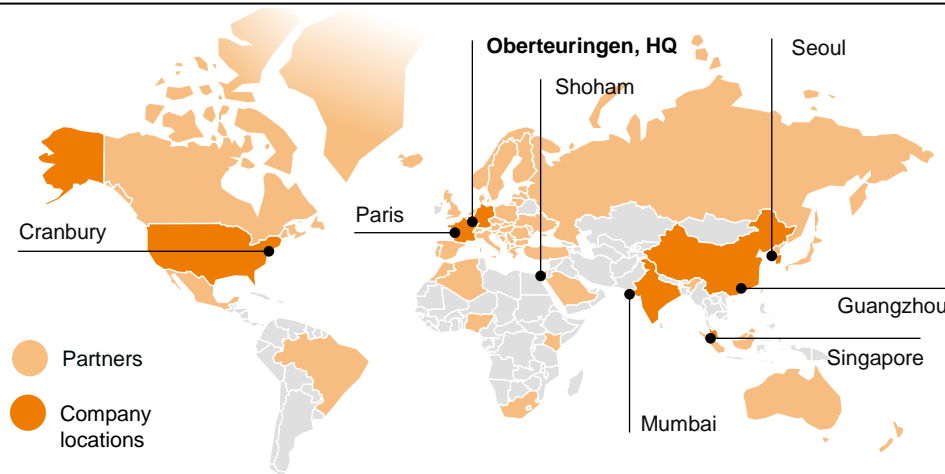 Oberteuringen, HQ
Seoul
Shoham
Paris
Cranbury
Guangzhou
Partners
Singapore
Company
locations
Mumbai